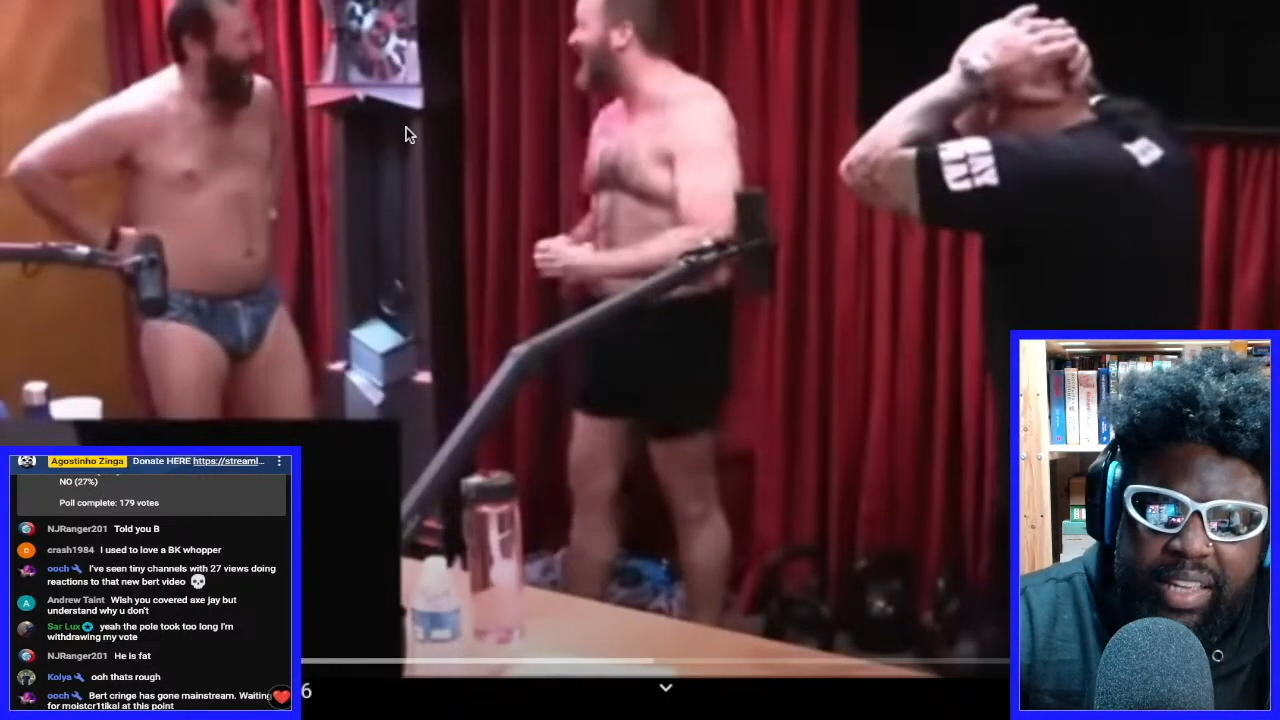 Agostinho Zinga Donate HERE https://streaml...
NO (27%)
Poll complete: 179 votes
NJRanger201 Told you B
crash1984 I used to love a BK whopper
ooch I've seen tiny channels with 27 views doing
reactions to that new bert video
Andrew Taint Wish you covered axe jay but
understand why u don't
Sar Lux yeah the pole took too long I'm
withdrawing my vote
NJRanger201 He is fat
Kolya ooh thats rough
ooch Bert cringe has gone mainstream. Waiting
for moistcr1tikal at this point
6